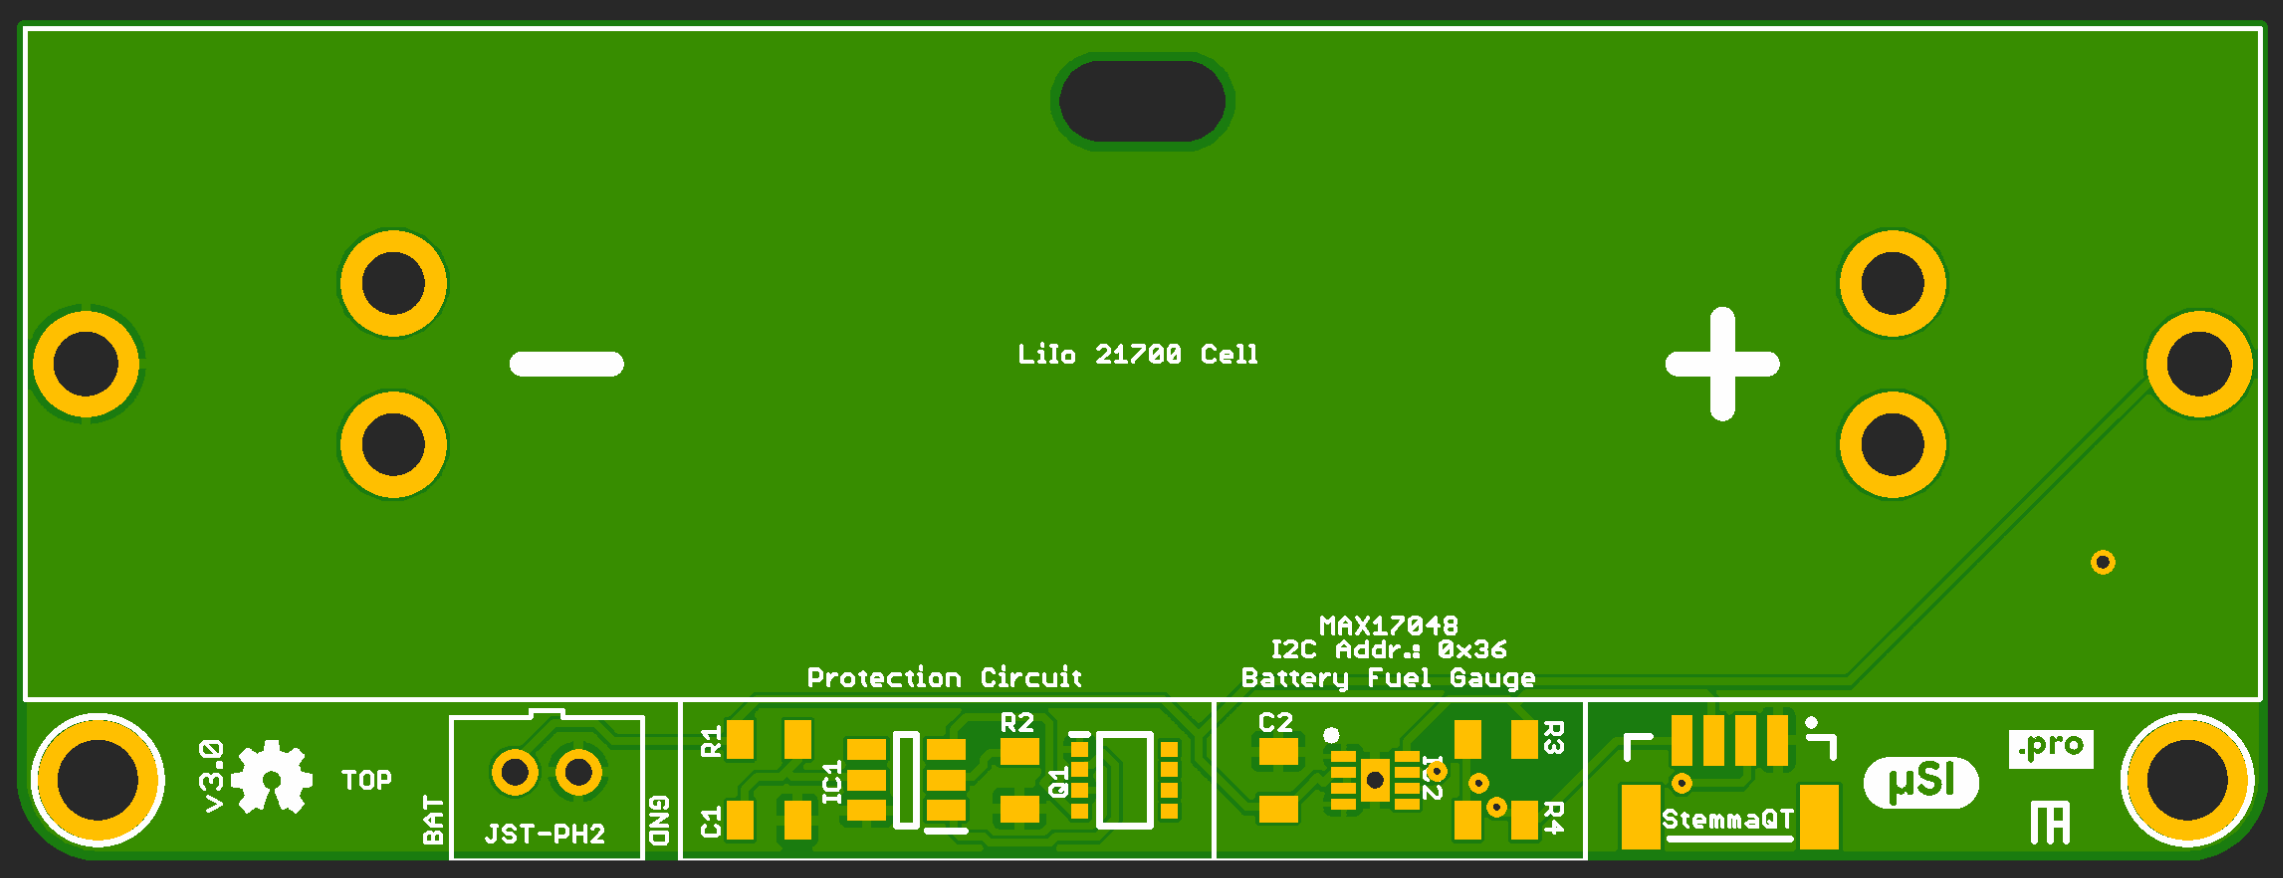 LiIo 21700 Cell
MAX17048
I2C Addr.: 0x36
Protection Circuit
Battery Fuel Gauge
v3.0
TOP
BAT
JST-PH2
GND
R1
C1
IC1
R2
Q1
C2
IC2
R3
R4
StemmaQT
µSI
.pro